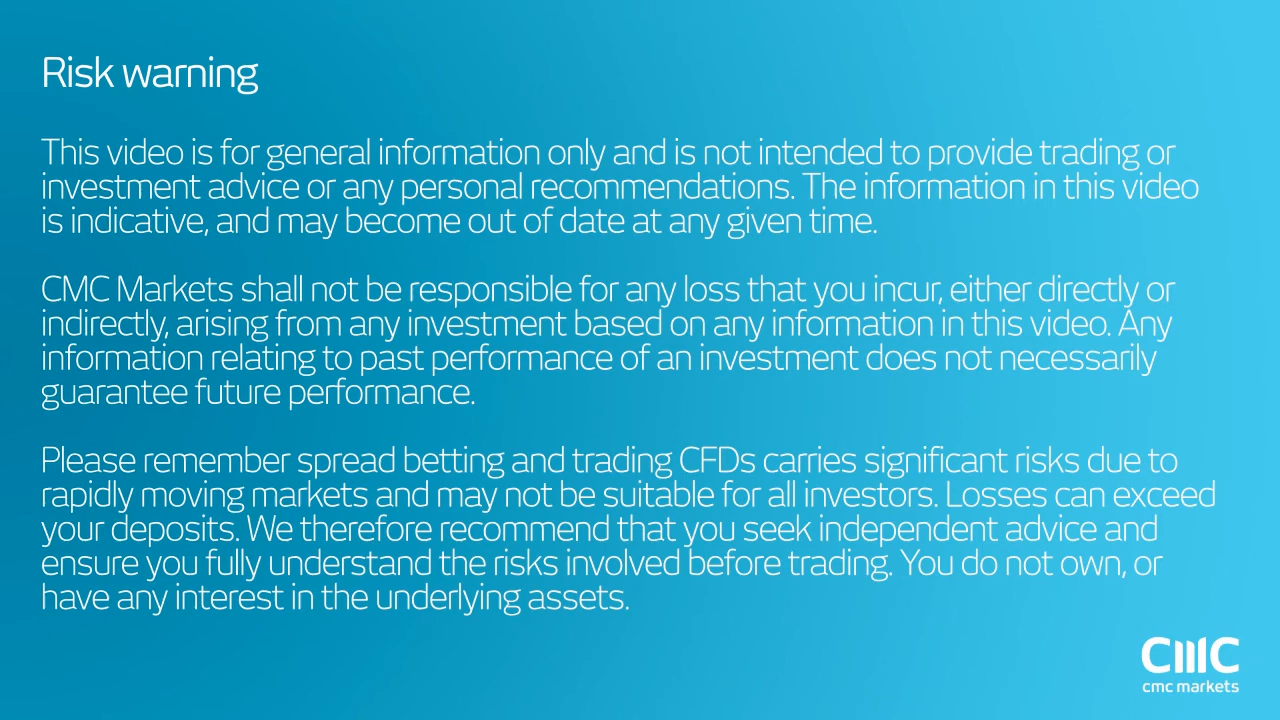 Risk warning
This video is for general information only and is not intended to provide trading or
investment advice or any personal recommendations. The information in this video
is indicative, and may become out of date at any given time.
CMC Markets shall not be responsible for any loss that you incur, either directly or
indirectly, arising from any investment based on any information in this video. Any
information relating to past performance of an investment does not necessarily
guarantee future performance.
Please remember spread betting and trading CFDs carries significant risks due to
rapidly moving markets and may not be suitable for all investors. Losses can exceed
your deposits. We therefore recommend that you seek independent advice and
ensure you fully understand the risks involved before trading. You do not own, or
have any interest in the underlying assets.
CMC
cmc markets